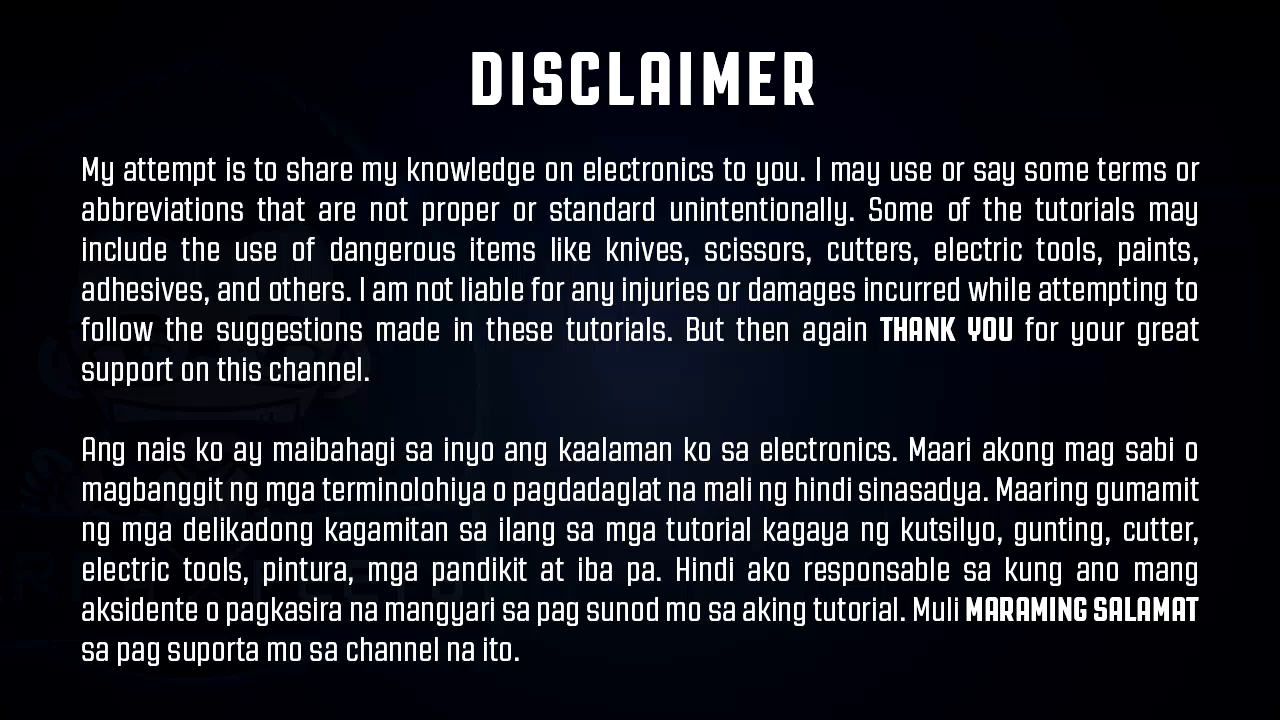 DISCLAIMER
My attempt is to share my knowledge on electronics to you. I may use or say some terms or
abbreviations that are not proper or standard unintentionally. Some of the tutorials may
include the use of dangerous items like knives, scissors, cutters, electric tools, paints,
adhesives, and others. I am not liable for any injuries or damages incurred while attempting to
follow the suggestions made in these tutorials. But then again THANK YOU for your great
support on this channel.
Ang nais ko ay maibahagi sa inyo ang kaalaman ko sa electronics. Maari akong mag sabi o
magbanggit ng mga terminolohiya o pagdadaglat na mali ng hindi sinasadya. Maaring gumamit
ng mga delikadong kagamitan sa ilang sa mga tutorial kagaya ng kutsilyo, gunting, cutter,
electric tools, pintura, mga pandikit at iba pa. Hindi ako responsable sa kung ano mang
aksidente o pagkasira na mangyari sa pag sunod mo sa aking tutorial. Muli MARAMING SALAMAT
sa pag suporta mo sa channel na ito.